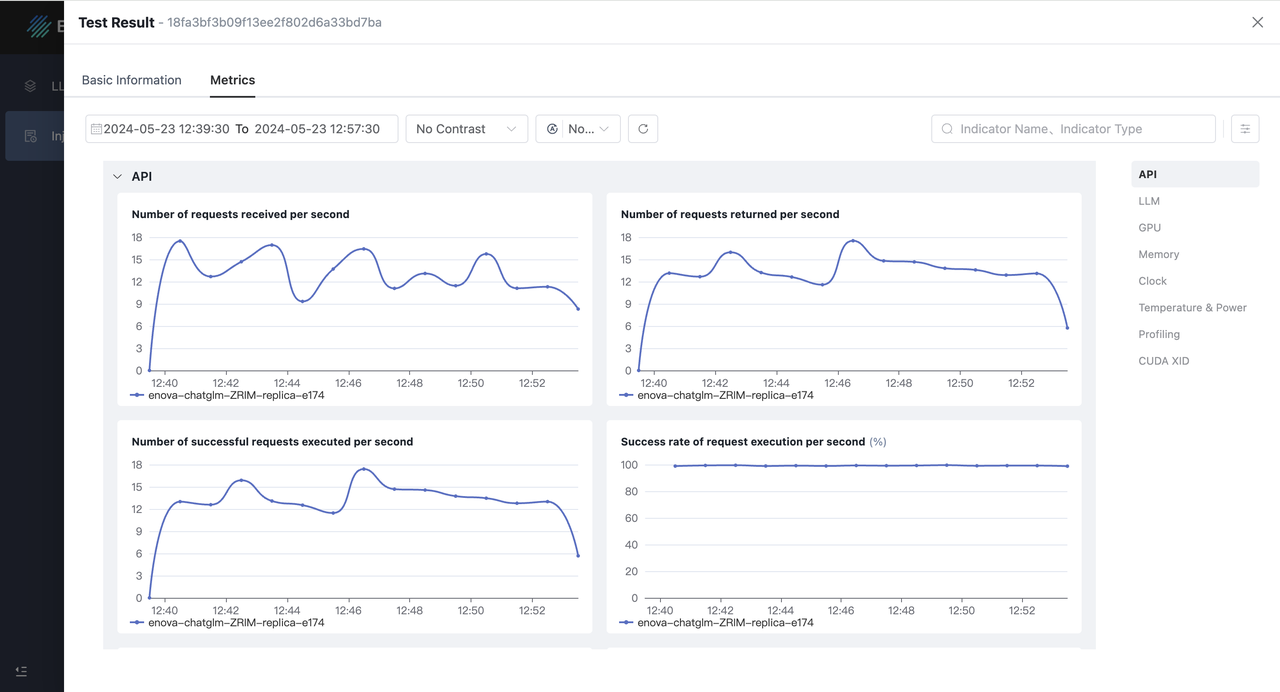 Test Result - 18fa3bf3b09f13ee2f802d6a33bd7ba
Basic Information Metrics
2024-05-23 12:39:30 To 2024-05-23 12:57:30 No Contrast No... Indicator Name、Indicator Type
API
Number of requests received per second
18
15
12
9
6
3
0
12:40 12:42 12:44 12:46 12:48 12:50 12:52
enova-chatglm-ZRIM-replica-e174
Number of requests returned per second
18
15
12
9
6
3
0
12:40 12:42 12:44 12:46 12:48 12:50 12:52
enova-chatglm-ZRIM-replica-e174
Number of successful requests executed per second
18
15
12
9
6
3
0
12:40 12:42 12:44 12:46 12:48 12:50 12:52
enova-chatglm-ZRIM-replica-e174
Success rate of request execution per second (%)
100
80
60
40
20
0
12:40 12:42 12:44 12:46 12:48 12:50 12:52
enova-chatglm-ZRIM-replica-e174
API
LLM
GPU
Memory
Clock
Temperature & Power
Profiling
CUDA XID